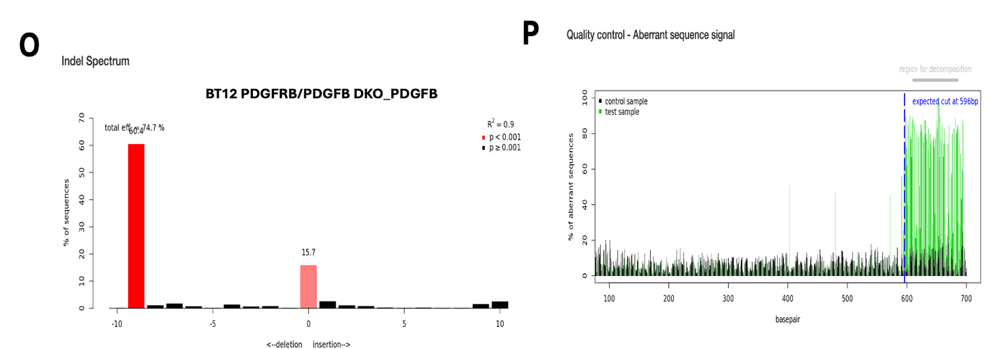 O
Indel Spectrum
BT12 PDGFRB/PDGFB DKO_PDGFB
total eff. = 74.7 %
60.4
R² = 0.9
p < 0.001
p ≥ 0.001
15.7
% of sequences
0
10
20
30
40
50
60
70
-10
-5
0
5
10
<--deletion insertion-->
P
Quality control - Aberrant sequence signal
region for decomposition
control sample
test sample
expected cut at 596bp
% of aberrant sequences
0
20
40
60
80
100
100
200
300
400
500
600
700
basepair